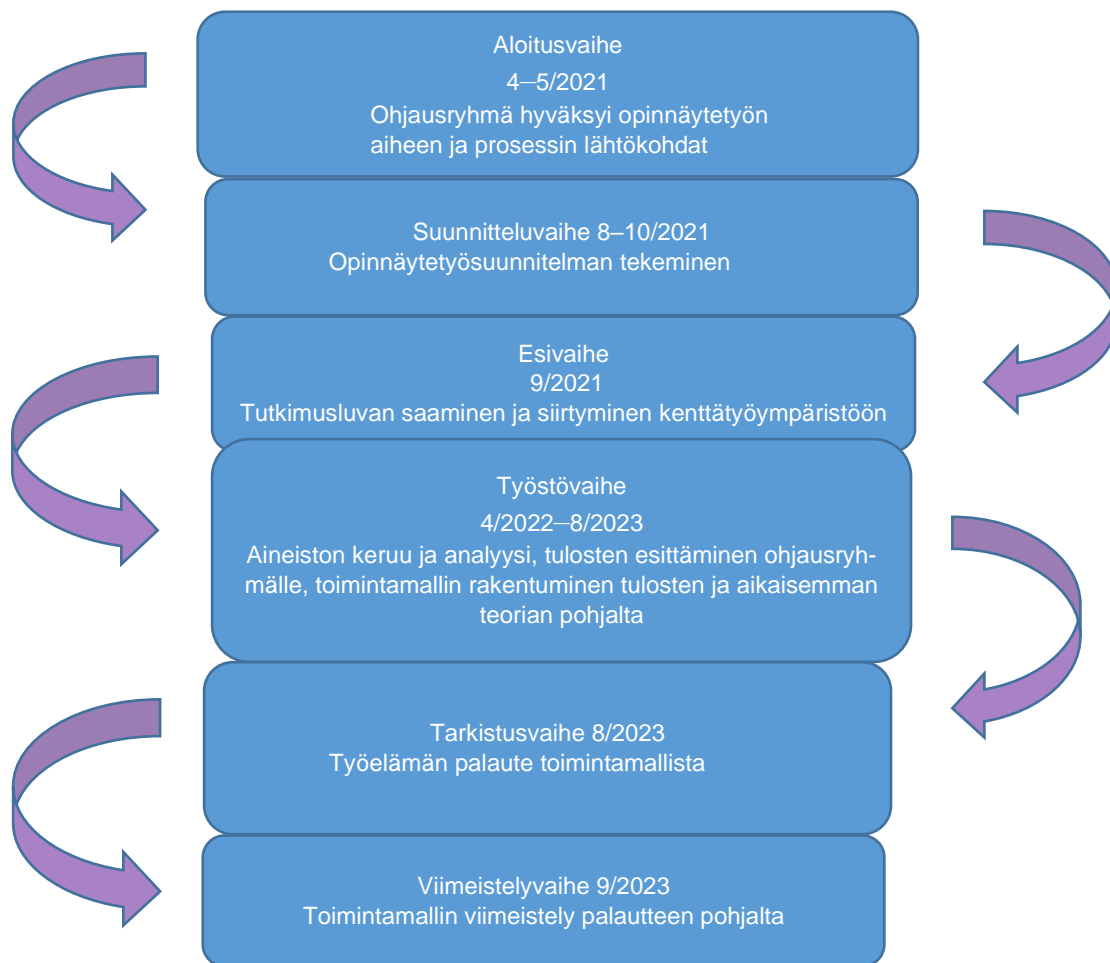 Aloitusvaihe
4–5/2021
Ohjausryhmä hyväksyi opinnäytetyön
aiheen ja prosessin lähtökohdat
Suunnitteluvaihe 8–10/2021
Opinnäytetyösuunnitelman tekeminen
Esivaihe
9/2021
Tutkimusluvan saaminen ja siirtyminen kenttätyöympäristöön
Työstövaihe
4/2022–8/2023
Aineiston keruu ja analyysi, tulosten esittäminen ohjausryh-
mälle, toimintamallin rakentuminen tulosten ja aikaisemman
teorian pohjalta
Tarkistusvaihe 8/2023
Työelämän palaute toimintamallista
Viimeistelyvaihe 9/2023
Toimintamallin viimeistely palautteen pohjalta